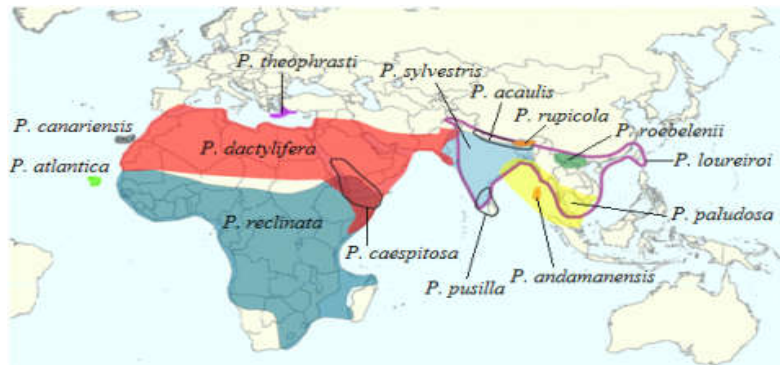 P. theophrasti
P. sylvestris
P. acaulis
P. rupicola
P. canariensis
P. roebelenii
P. dactylifera
P. loureiroi
P. atlantica
P. reclinata
P. paludosa
P. caespitosa
P. andamanensis
P. pusilla